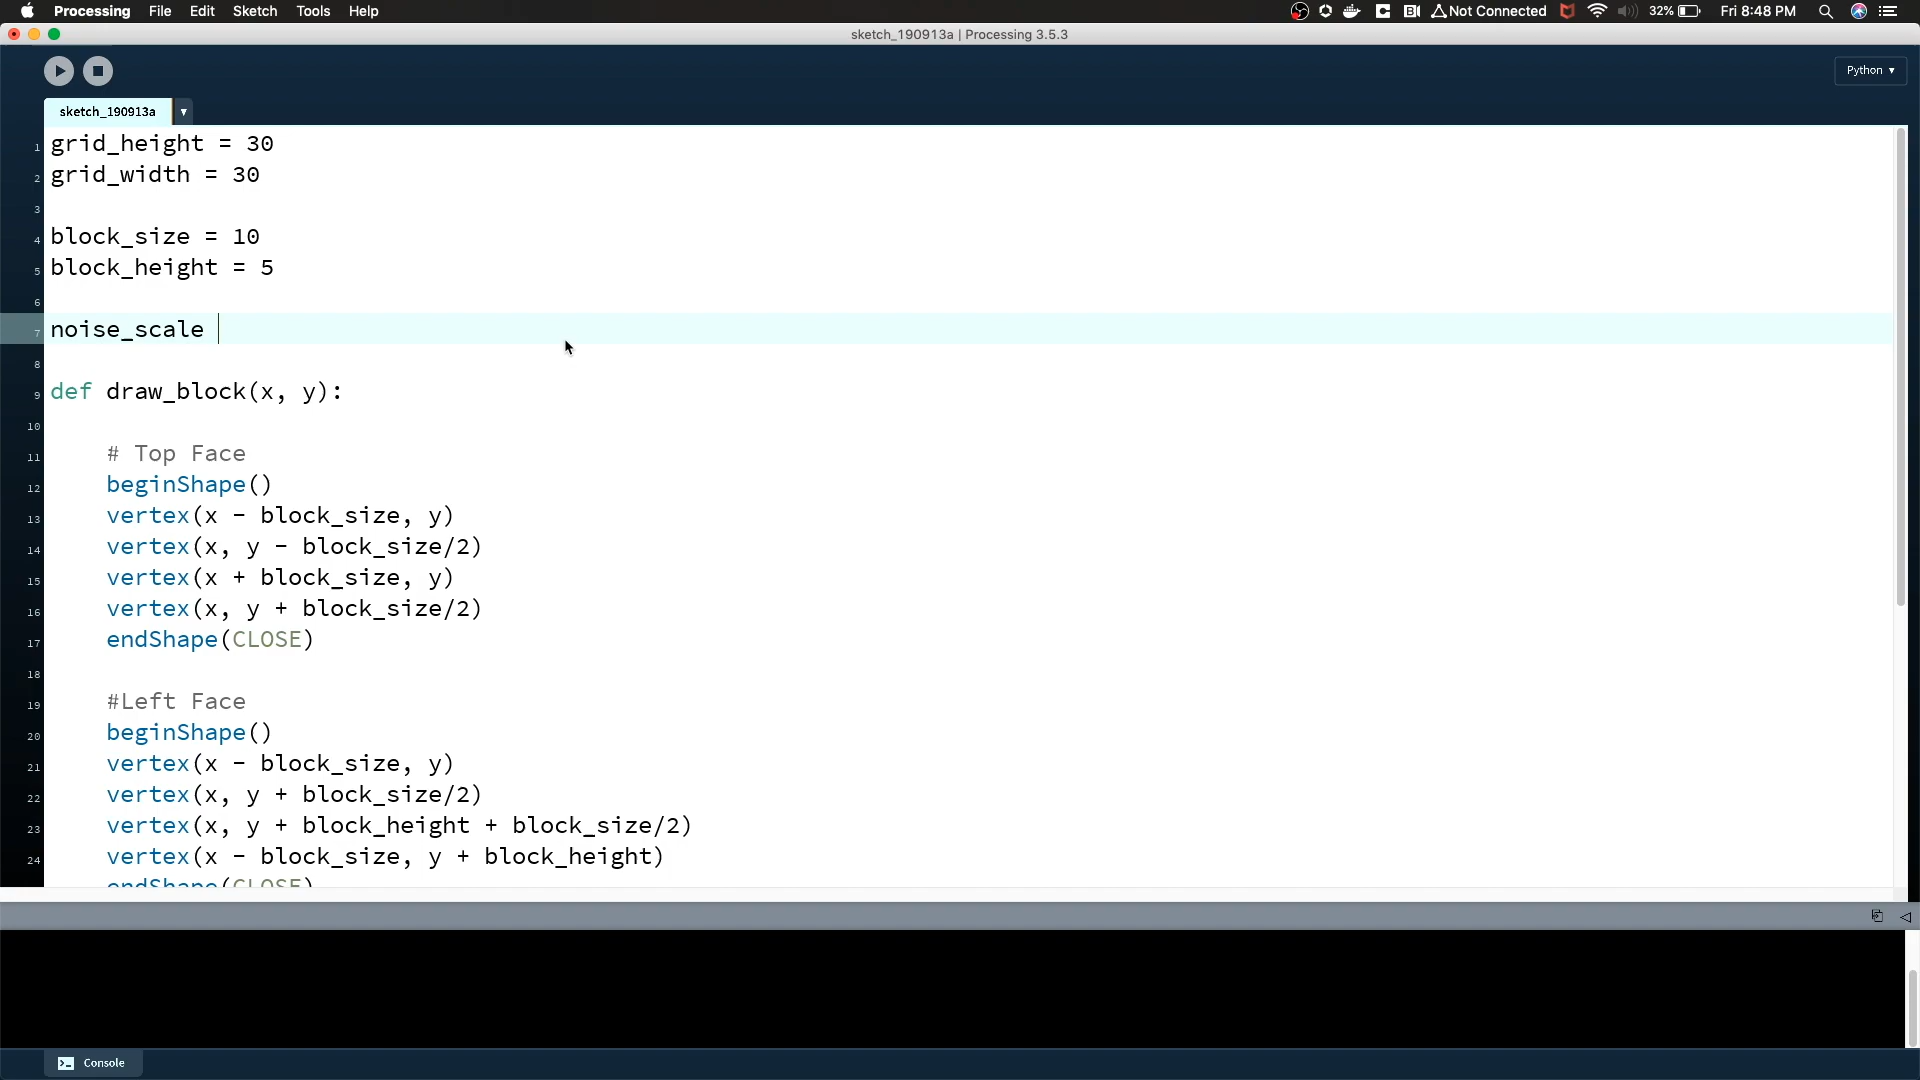 Processing File Edit Sketch Tools Help Not Connected 32% Fri 8:48 PM
sketch_190913a | Processing 3.5.3
Python ▾
sketch_190913a ▼
1 grid_height = 30
2 grid_width = 30
3
4 block_size = 10
5 block_height = 5
6
7 noise_scale
8
9 def draw_block(x, y):
10
11 # Top Face
12 beginShape()
13 vertex(x - block_size, y)
14 vertex(x, y - block_size/2)
15 vertex(x + block_size, y)
16 vertex(x, y + block_size/2)
17 endShape(CLOSE)
18
19 #Left Face
20 beginShape()
21 vertex(x - block_size, y)
22 vertex(x, y + block_size/2)
23 vertex(x, y + block_height + block_size/2)
24 vertex(x - block_size, y + block_height)
endShape(CLOSE)
Console